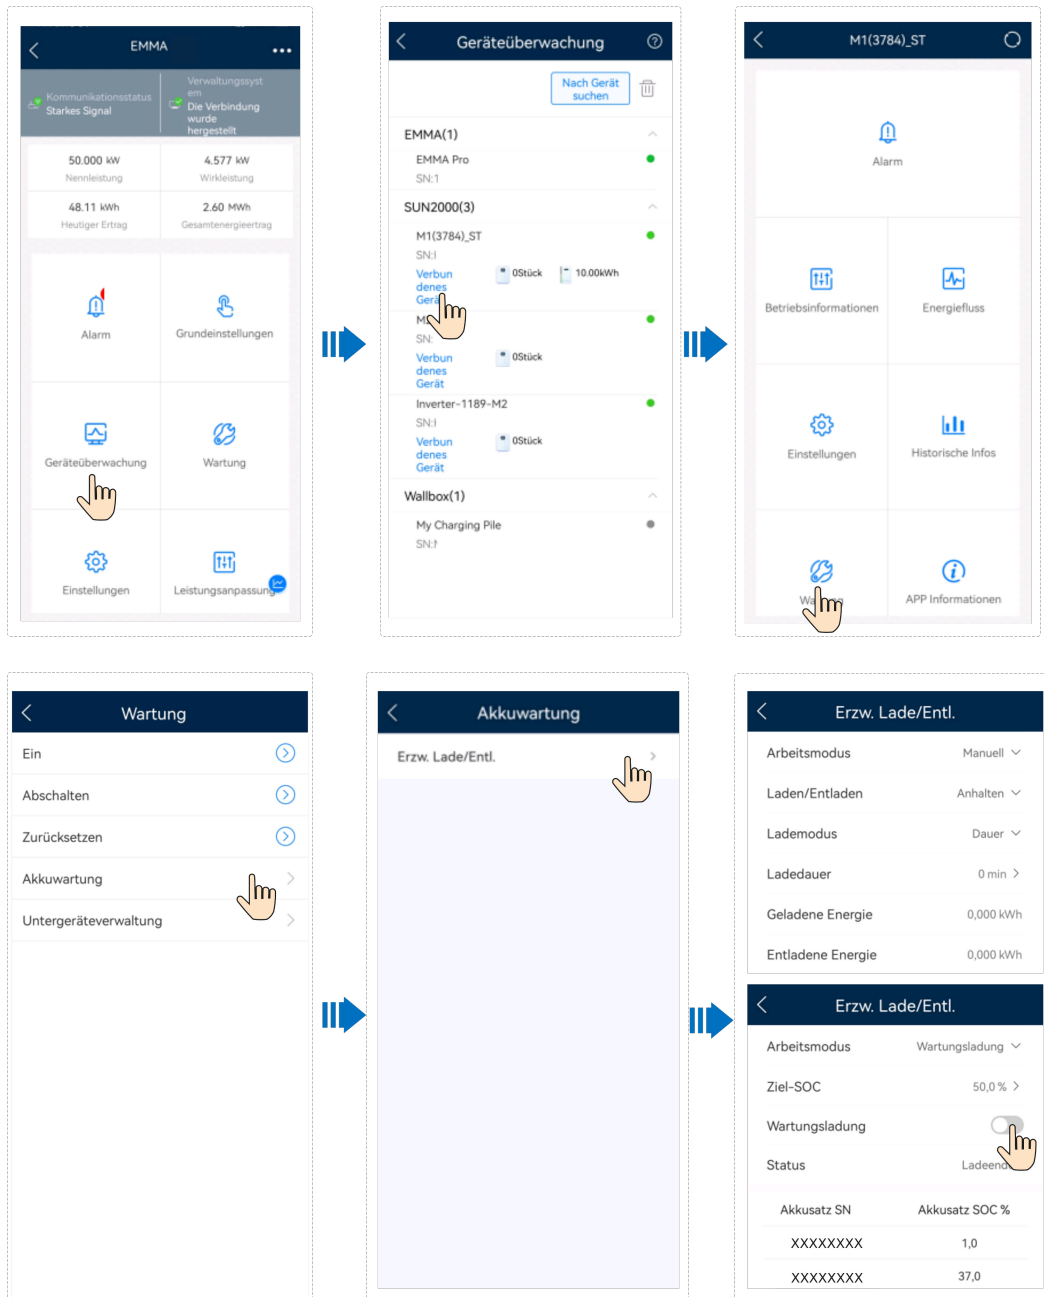 EMMA
Kommunikationsstatus
Starkes Signal
Verwaltungssyst
em
Die Verbindung
wurde
hergestellt
50.000 kW
Nennleistung
4.577 kW
Wirkleistung
48.11 kWh
Heutiger Ertrag
2.60 MWh
Gesamtenergieertrag
Alarm
Grundeinstellungen
Geräteüberwachung
Wartung
Einstellungen
Leistungsanpassung
Geräteüberwachung
Nach Gerät
suchen
EMMA(1)
EMMA Pro
SN:1
SUN2000(3)
M1(3784)_ST
SN:
Verbun
denes
Gerät
0Stück
10.00kWh
SN:
Verbun
denes
Gerät
0Stück
Inverter-1189-M2
SN:
Verbun
denes
Gerät
0Stück
Wallbox(1)
My Charging Pile
SN:
M1(3784)_ST
Alarm
Betriebsinformationen
Energiefluss
Einstellungen
Historische Infos
Wartung
APP Informationen
Wartung
Ein
Abschalten
Zurücksetzen
Akkuwartung
Untergeräteverwaltung
Akkuwartung
Erzw. Lade/Entl.
Erzw. Lade/Entl.
Arbeitsmodus Manuell
Laden/Entladen Anhalten
Lademodus Dauer
Ladedauer 0 min
Geladene Energie 0,000 kWh
Entladene Energie 0,000 kWh
Erzw. Lade/Entl.
Arbeitsmodus Wartungsladung
Ziel-SOC 50,0 %
Wartungsladung
Status Ladeend
Akkusatz SN Akkusatz SOC %
XXXXXXXX 1,0
XXXXXXXX 37,0